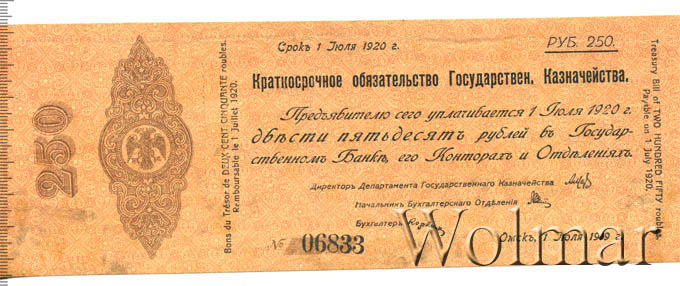 250
Bons du Trésor de DEUX CENT CINQUANTE roubles.
Remboursable le 1 Juillet 1920.
Срокъ 1 Іюля 1920 г.
РУБ. 250.
Краткосрочное обязательство Государствен. Казначейства.
Предъявителю сего уплачивается 1 Іюля 1920 г.
двѣсти пятьдесятъ рублей въ Государ-
ственномъ Банкѣ, его Конторахъ и Отдѣленіяхъ.
Директоръ Департамента Государственнаго Казначейства
Начальникъ Бухгалтерскаго Отдѣленія
Бухгалтеръ
№ 06833
Омскъ, 1 Іюля 1919 г.
Treasury Bill of TWO HUNDRED FIFTY roubles
Payable on 1 July 1920.
Wolmar